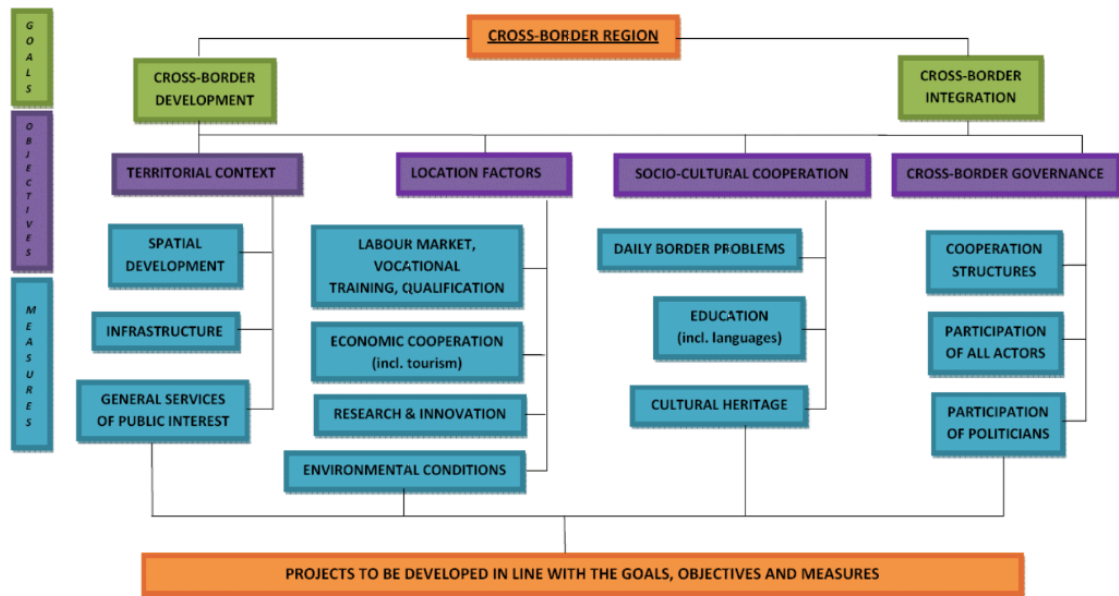 GOALS
OBJECTIVES
MEASURES
CROSS-BORDER REGION
CROSS-BORDER
DEVELOPMENT
CROSS-BORDER
INTEGRATION
TERRITORIAL CONTEXT
LOCATION FACTORS
SOCIO-CULTURAL COOPERATION
CROSS-BORDER GOVERNANCE
SPATIAL
DEVELOPMENT
INFRASTRUCTURE
GENERAL SERVICES
OF PUBLIC INTEREST
LABOUR MARKET,
VOCATIONAL
TRAINING, QUALIFICATION
ECONOMIC COOPERATION
(incl. tourism)
RESEARCH & INNOVATION
ENVIRONMENTAL CONDITIONS
DAILY BORDER PROBLEMS
EDUCATION
(incl. languages)
CULTURAL HERITAGE
COOPERATION
STRUCTURES
PARTICIPATION
OF ALL ACTORS
PARTICIPATION
OF POLITICIANS
PROJECTS TO BE DEVELOPED IN LINE WITH THE GOALS, OBJECTIVES AND MEASURES